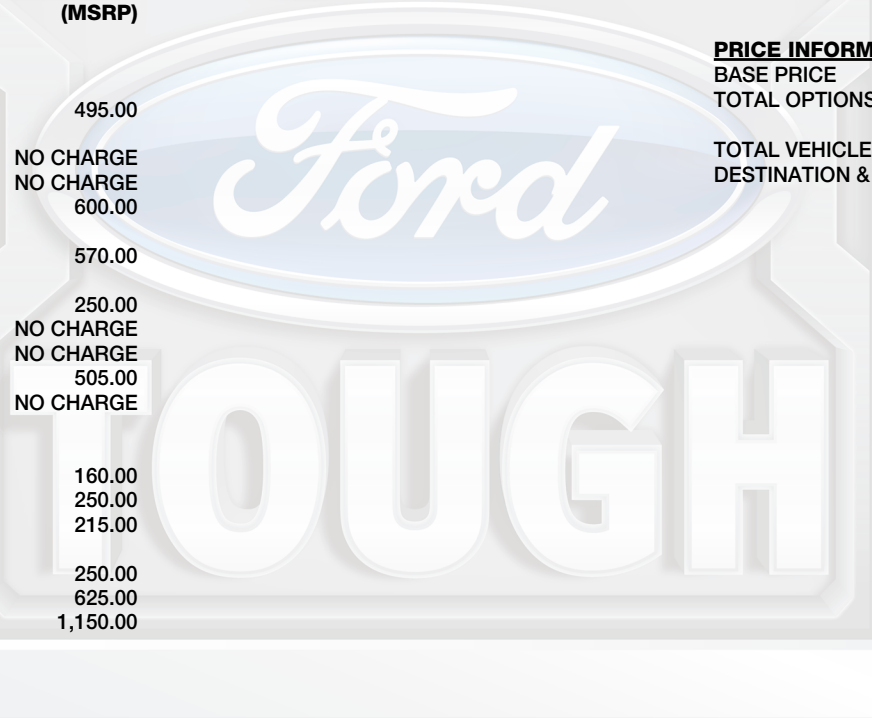 (MSRP)
495.00
NO CHARGE
NO CHARGE
600.00
570.00
250.00
NO CHARGE
NO CHARGE
505.00
NO CHARGE
160.00
250.00
215.00
250.00
625.00
1,150.00
PRICE INFORM
BASE PRICE
TOTAL OPTIONS
TOTAL VEHICLE
DESTINATION &
Ford
TOUGH